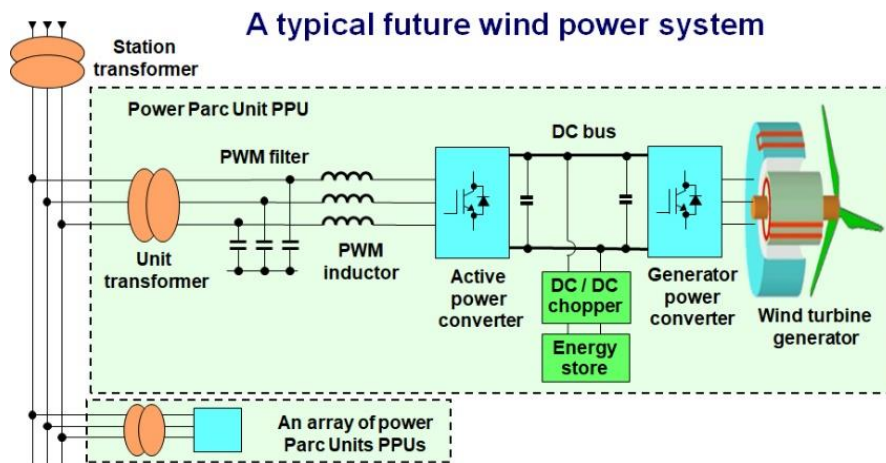 A typical future wind power system
Station
transformer
Power Parc Unit PPU
PWM filter
DC bus
Unit
transformer
PWM
inductor
Active
power
converter
DC / DC
chopper
Energy
store
Generator
power
converter
Wind turbine
generator
An array of power
Parc Units PPUs